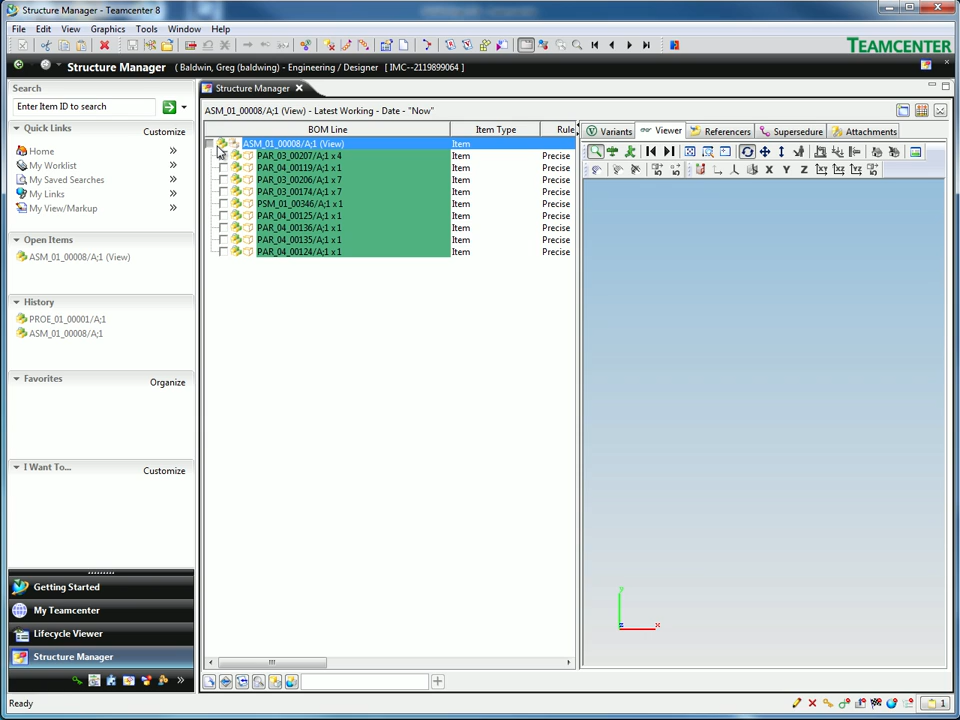 Structure Manager - Teamcenter 8
File Edit View Graphics Tools Window Help
TEAMCENTER
Structure Manager ( Baldwin, Greg (baldwing) - Engineering / Designer [ IMC--2119899064 ]
Search
Enter Item ID to search
Quick Links Customize
Home
My Worklist
My Saved Searches
My Links
My View/Markup
Open Items
ASM_01_00008/A;1 (View)
History
PROE_01_00001/A;1
ASM_01_00008/A;1
Favorites Organize
I Want To... Customize
Getting Started
My Teamcenter
Lifecycle Viewer
Structure Manager
Structure Manager
ASM_01_00008/A;1 (View) - Latest Working - Date - "Now"
BOM Line Item Type Rule
ASM_01_00008/A;1 (View) Item
PAR_03_00207/A;1 x 4 Item Precise
PAR_04_00119/A;1 x 1 Item Precise
PAR_03_00206/A;1 x 7 Item Precise
PAR_03_00174/A;1 x 7 Item Precise
PSM_01_00346/A;1 x 1 Item Precise
PAR_04_00125/A;1 x 1 Item Precise
PAR_04_00136/A;1 x 1 Item Precise
PAR_04_00135/A;1 x 1 Item Precise
PAR_04_00124/A;1 x 1 Item Precise
Variants Viewer References Supersedure Attachments
X Y Z
y
x
Ready
1